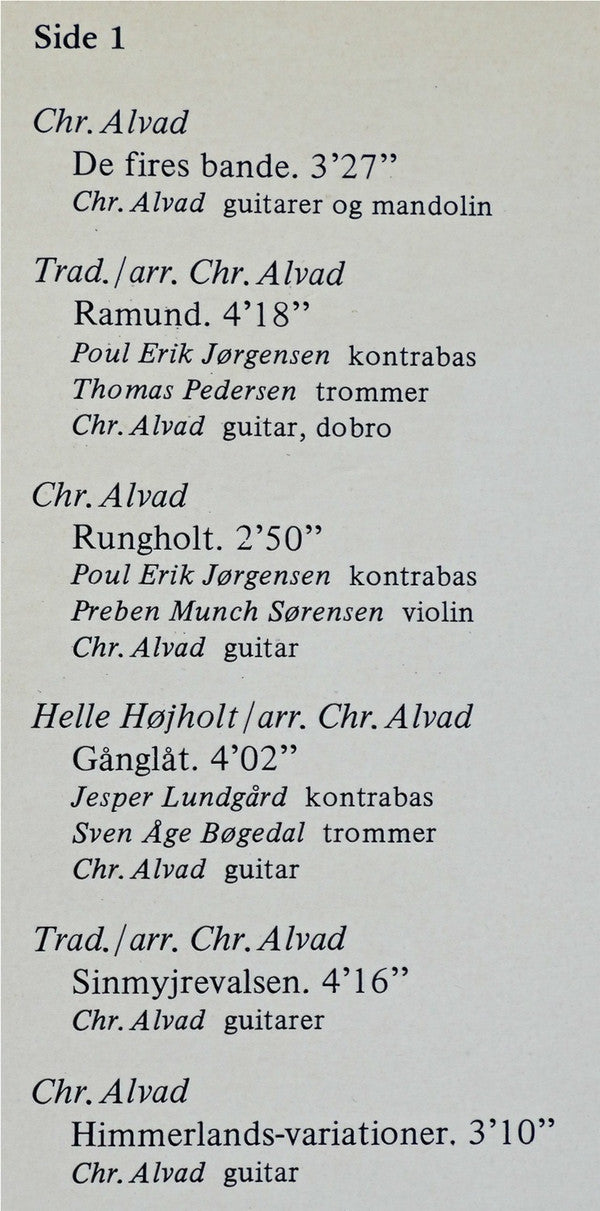 Side 1
Chr. Alvad
De fires bande. 3’27”
Chr. Alvad guitarer og mandolin
Trad./arr. Chr. Alvad
Ramund. 4’18”
Poul Erik Jørgensen kontrabas
Thomas Pedersen trommer
Chr. Alvad guitar, dobro
Chr. Alvad
Rungholt. 2’50”
Poul Erik Jørgensen kontrabas
Preben Munch Sørensen violin
Chr. Alvad guitar
Helle Højholt/arr. Chr. Alvad
Gånglåt. 4’02”
Jesper Lundgård kontrabas
Sven Åge Bøgedal trommer
Chr. Alvad guitar
Trad./arr. Chr. Alvad
Sinmyjrevalsen. 4’16”
Chr. Alvad guitarer
Chr. Alvad
Himmerlands-variationer. 3’10”
Chr. Alvad guitar